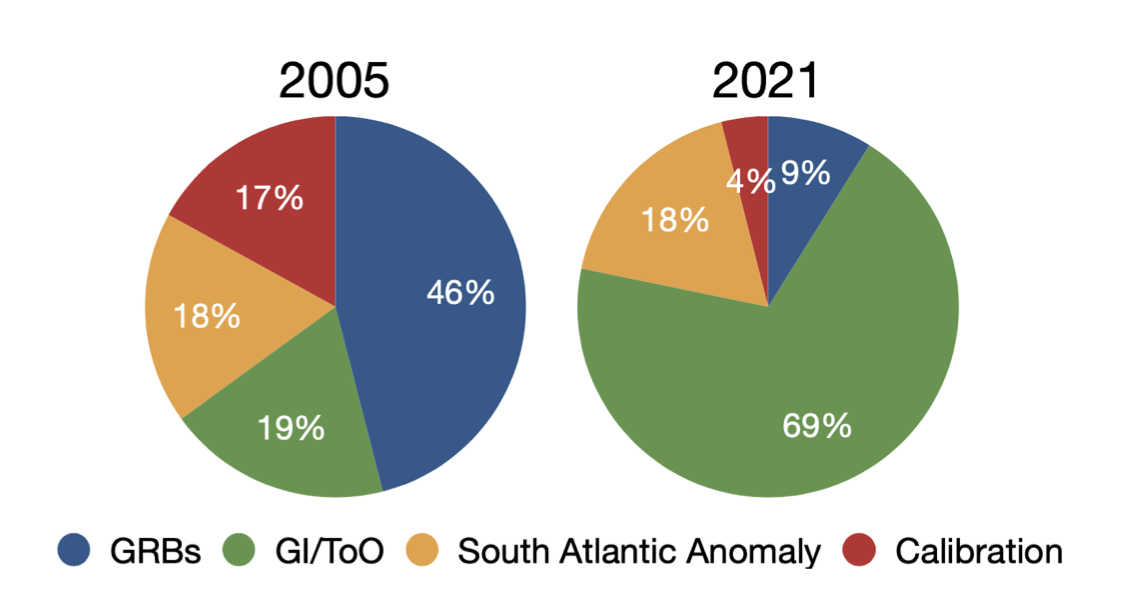 2005
2021
17%
46%
18%
19%
4%
9%
18%
69%
GRBs
GI/ToO
South Atlantic Anomaly
Calibration